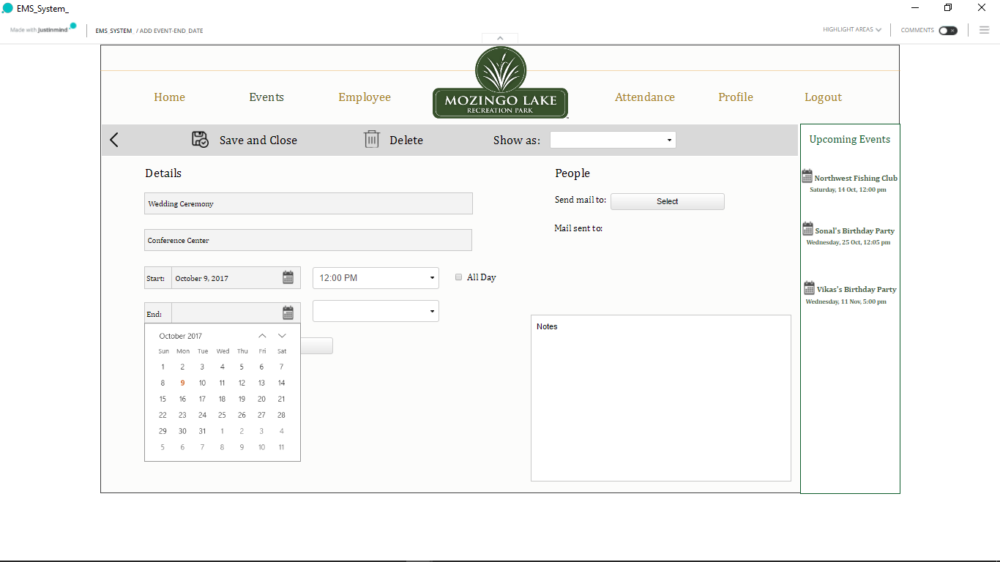 EMS_System_
Made with Justinmind
EMS SYSTEM / ADD EVENT-END DATE
HIGHLIGHT AREAS
COMMENTS
Home
Events
Employee
MOZINGO LAKE
RECREATION PARK
Attendance
Profile
Logout
Save and Close
Delete
Show as:
Upcoming Events
Details
People
Northwest Fishing Club
Saturday, 14 Oct, 12:00 pm
Wedding Ceremony
Send mail to:
Select
Conference Center
Mail sent to:
Sonal's Birthday Party
Wednesday, 25 Oct, 12:05 pm
Start:
October 9, 2017
12:00 PM
All Day
Vikas's Birthday Party
Wednesday, 11 Nov, 5:00 pm
End:
Notes
October 2017
Sun Mon Tue Wed Thu Fri Sat
1 2 3 4 5 6 7
8 9 10 11 12 13 14
15 16 17 18 19 20 21
22 23 24 25 26 27 28
29 30 31 1 2 3 4
5 6 7 8 9 10 11